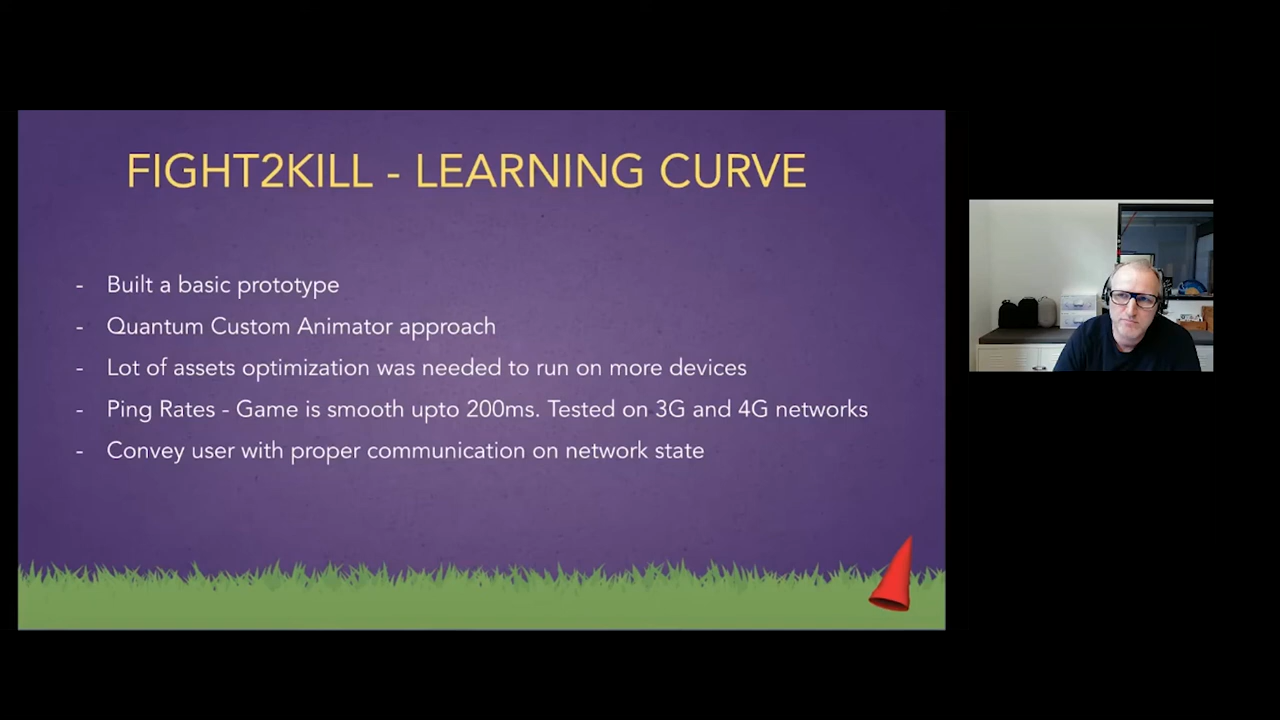 FIGHT2KILL - LEARNING CURVE
- Built a basic prototype
- Quantum Custom Animator approach
- Lot of assets optimization was needed to run on more devices
- Ping Rates - Game is smooth upto 200ms. Tested on 3G and 4G networks
- Convey user with proper communication on network state